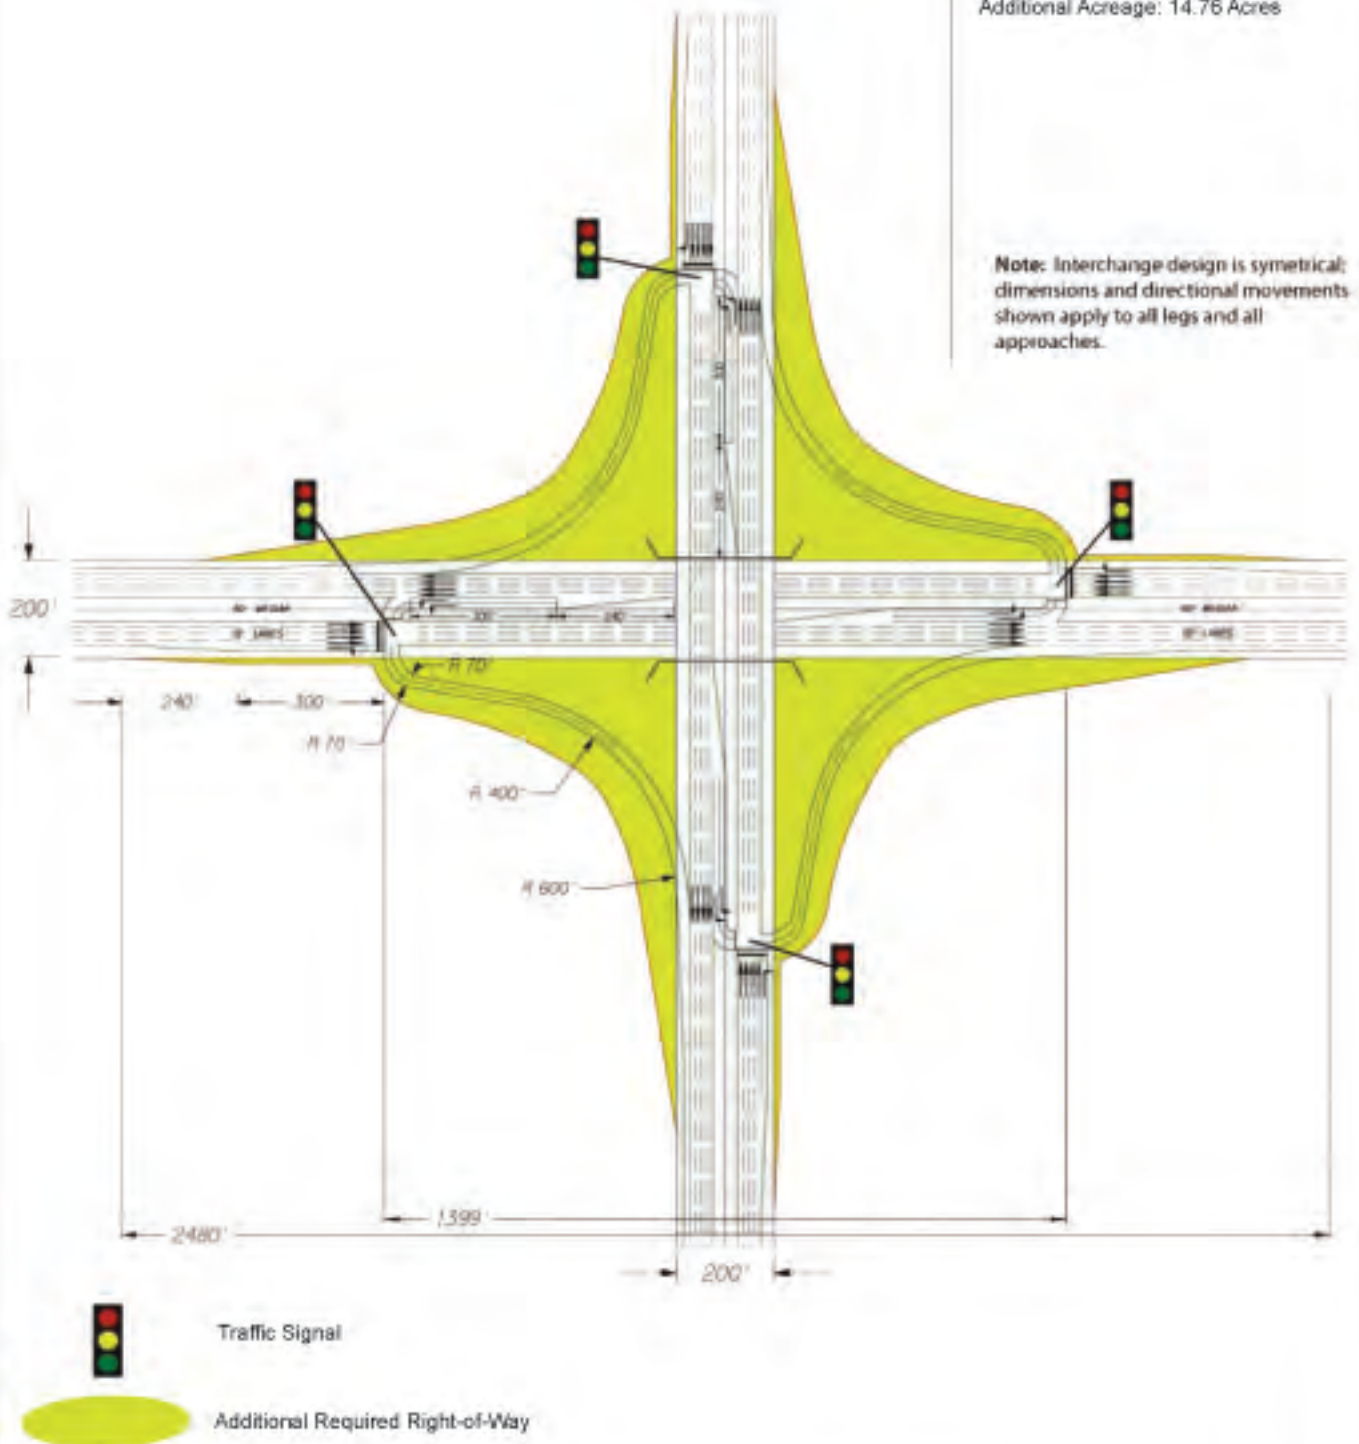 Additional Acreage: 14.76 Acres
Note: Interchange design is symetrical;
dimensions and directional movements
shown apply to all legs and all
approaches.
200'
240'
300
R 70'
R 70'
R 400'
R 600'
1399'
2480'
200'
Traffic Signal
Additional Required Right-of-Way